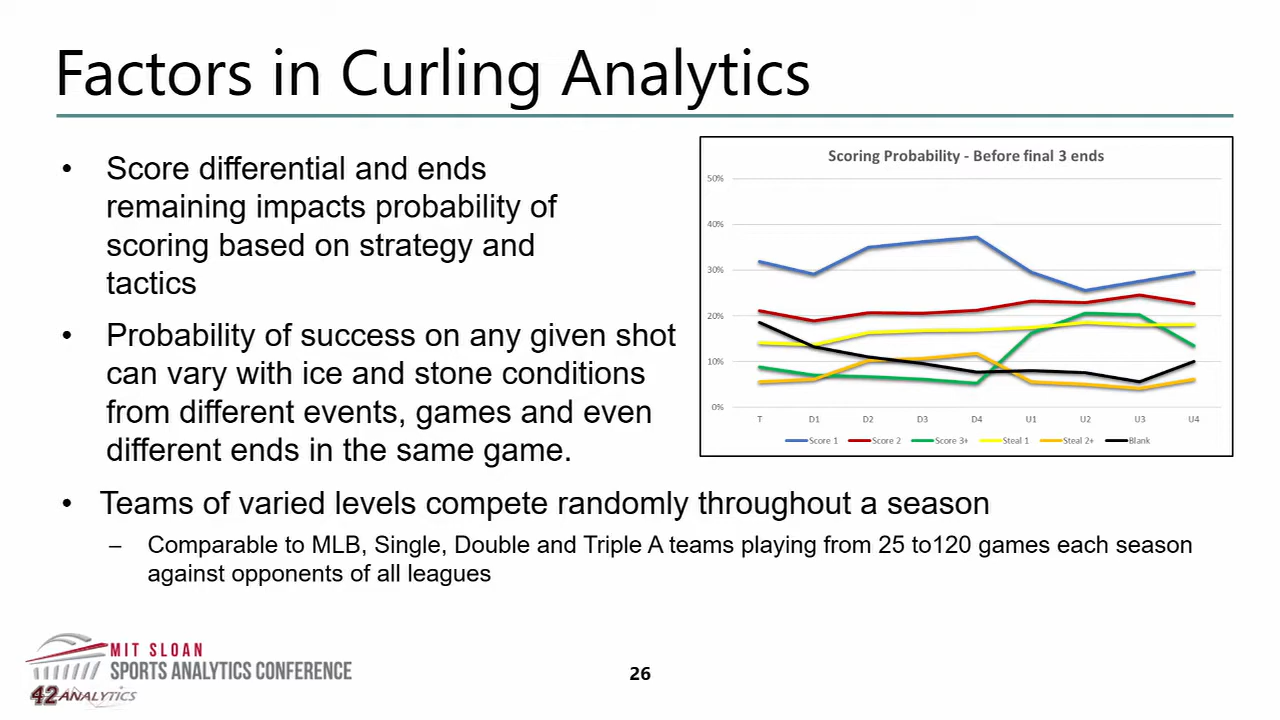 Factors in Curling Analytics
• Score differential and ends
remaining impacts probability of
scoring based on strategy and
tactics
• Probability of success on any given shot
can vary with ice and stone conditions
from different events, games and even
different ends in the same game.
• Teams of varied levels compete randomly throughout a season
– Comparable to MLB, Single, Double and Triple A teams playing from 25 to120 games each season
against opponents of all leagues
Scoring Probability - Before final 3 ends
50%
40%
30%
20%
10%
0%
T D1 D2 D3 D4 U1 U2 U3 U4
Score 1 Score 2 Score 3+ Steal 1 Steal 2+ Blank
MIT SLOAN
SPORTS ANALYTICS CONFERENCE
42 ANALYTICS
26